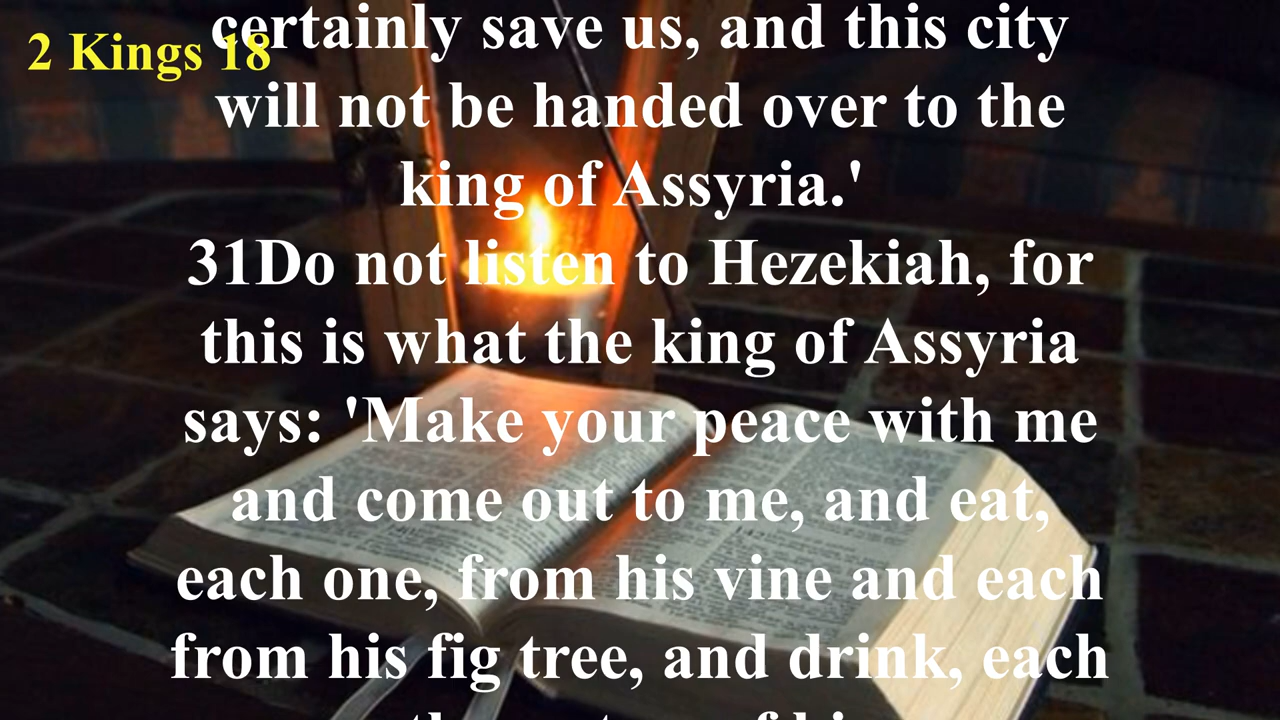 2 Kings 18
certainly save us, and this city
will not be handed over to the
king of Assyria.'
31Do not listen to Hezekiah, for
this is what the king of Assyria
says: 'Make your peace with me
and come out to me, and eat,
each one, from his vine and each
from his fig tree, and drink, each